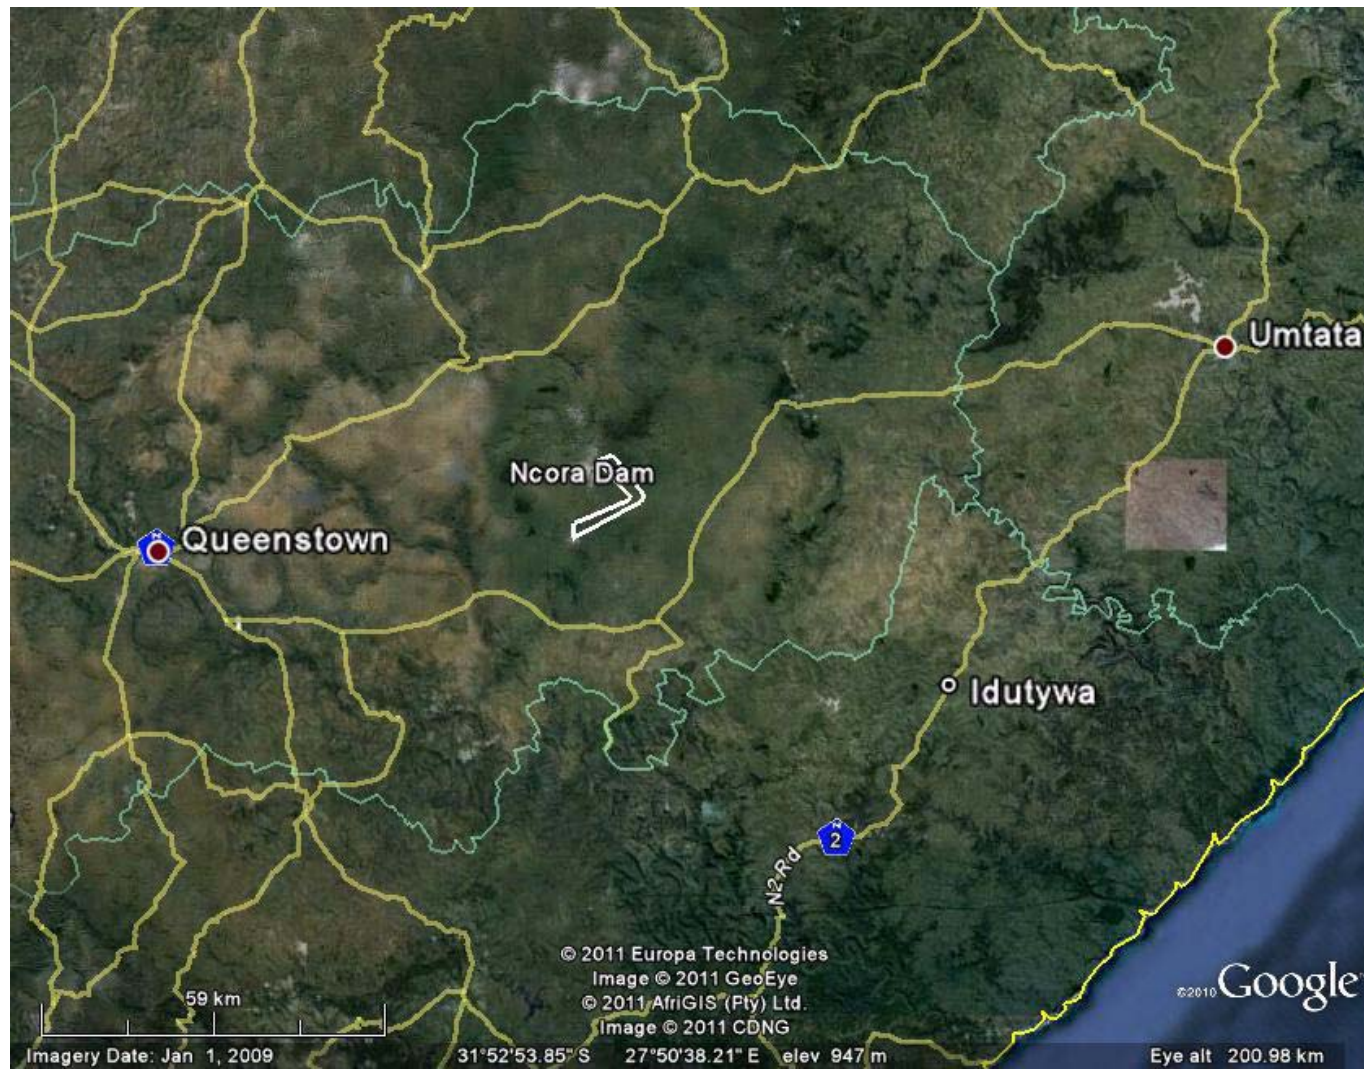 Umtata
Ncora Dam
N
Queenstown
Idutywa
N
2
N2 Rd
© 2011 Europa Technologies
Image © 2011 GeoEye
© 2011 AfriGIS (Pty) Ltd.
Image © 2011 CDNG
©2010 Google
59 km
Imagery Date: Jan 1, 2009
31°52'53.85" S 27°50'38.21" E elev 947 m
Eye alt 200.98 km